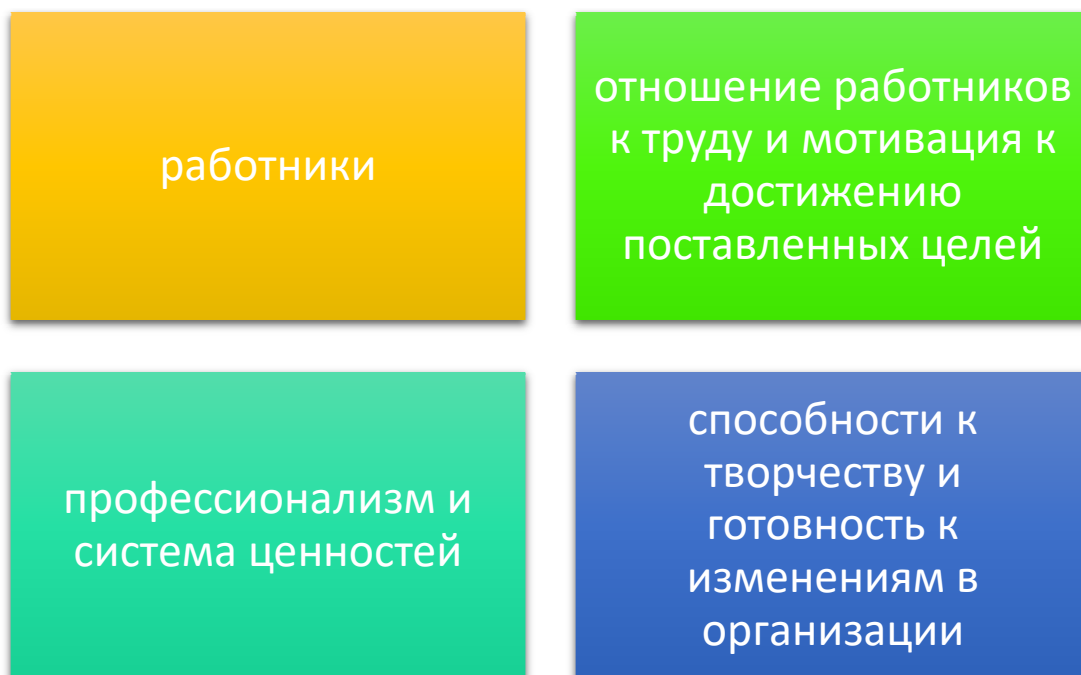 работники
отношение работников
к труду и мотивация к
достижению
поставленных целей
профессионализм и
система ценностей
способности к
творчеству и
готовность к
изменениям в
организации